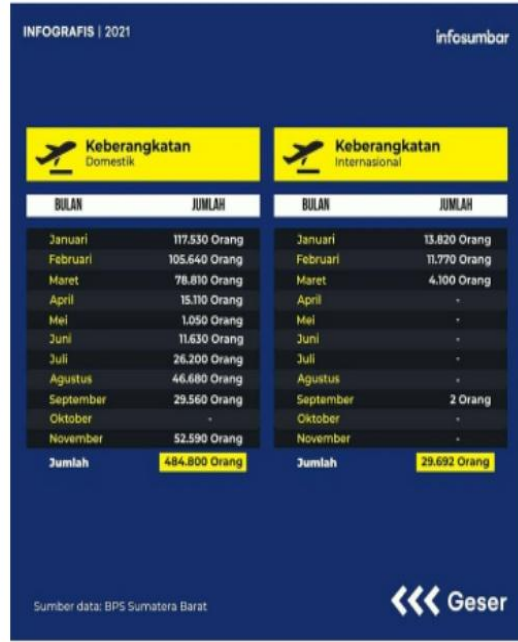 INFOGRAFIS | 2021
infosumbar
Keberangkatan
Domestik
BULAN JUMLAH
Januari 117.530 Orang
Februari 105.640 Orang
Maret 78.810 Orang
April 15.110 Orang
Mei 1.050 Orang
Juni 11.630 Orang
Juli 26.200 Orang
Agustus 46.680 Orang
September 29.560 Orang
Oktober -
November 52.590 Orang
Jumlah 484.800 Orang
Keberangkatan
Internasional
BULAN JUMLAH
Januari 13.820 Orang
Februari 11.770 Orang
Maret 4.100 Orang
April -
Mei -
Juni -
Juli -
Agustus -
September 2 Orang
Oktober -
November -
Jumlah 29.692 Orang
Sumber data: BPS Sumatera Barat
Geser